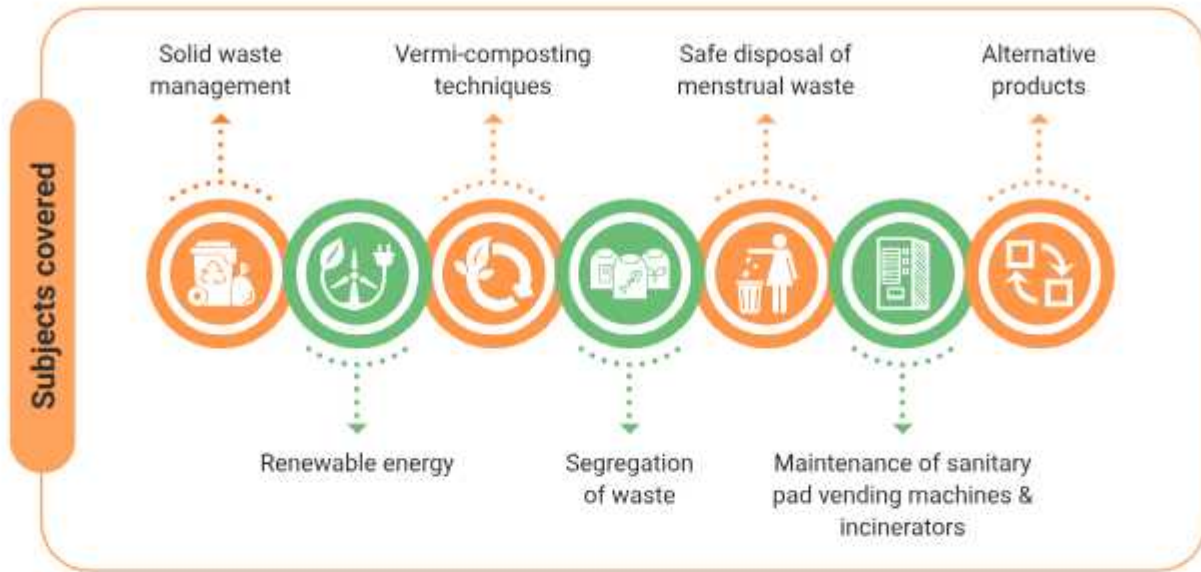 Subjects covered
Solid waste
management
Vermi-composting
techniques
Safe disposal of
menstrual waste
Alternative
products
Renewable energy
Segregation
of waste
Maintenance of sanitary
pad vending machines &
incinerators